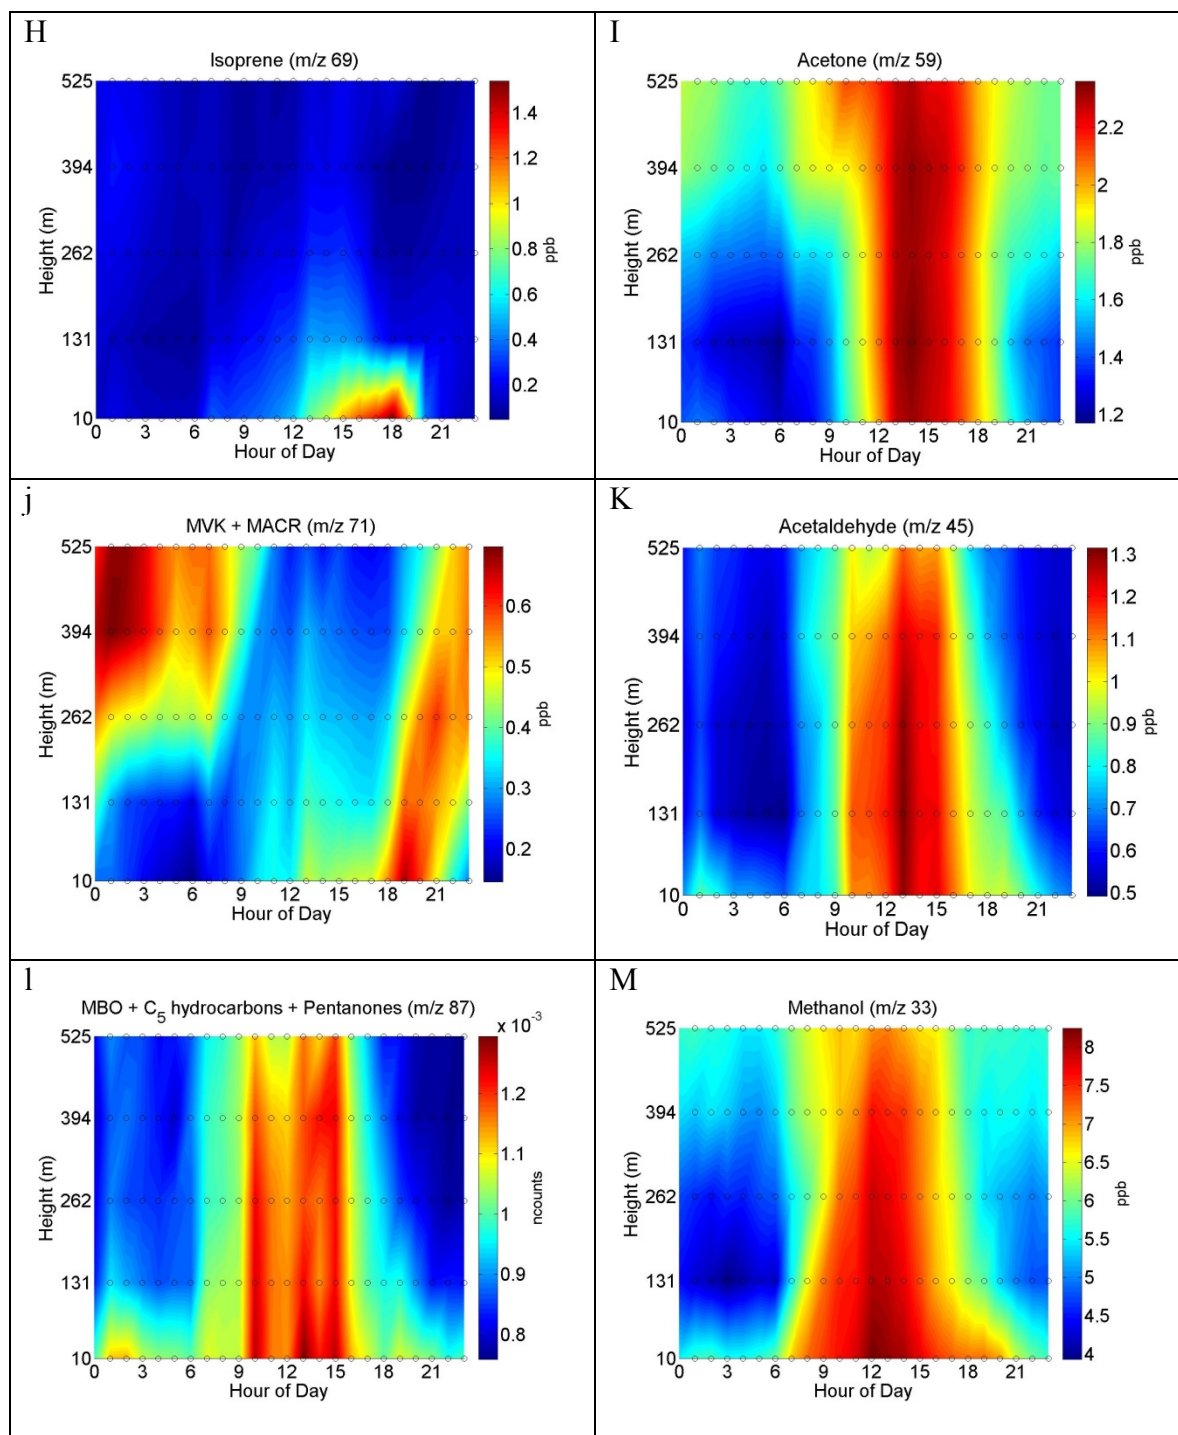 H
Isoprene (m/z 69)
525
394
262
131
10
Height (m)
0 3 6 9 12 15 18 21
Hour of Day
1.4
1.2
1
0.8
0.6
0.4
0.2
ppb
I
Acetone (m/z 59)
525
394
262
131
10
Height (m)
0 3 6 9 12 15 18 21
Hour of Day
2.2
2
1.8
1.6
1.4
1.2
ppb
j
MVK + MACR (m/z 71)
525
394
262
131
10
Height (m)
0 3 6 9 12 15 18 21
Hour of Day
0.6
0.5
0.4
0.3
0.2
ppb
K
Acetaldehyde (m/z 45)
525
394
262
131
10
Height (m)
0 3 6 9 12 15 18 21
Hour of Day
1.3
1.2
1.1
1
0.9
0.8
0.7
0.6
0.5
ppb
l
MBO + C5 hydrocarbons + Pentanones (m/z 87)
x 10-3
525
394
262
131
10
Height (m)
0 3 6 9 12 15 18 21
Hour of Day
1.2
1.1
1
0.9
0.8
ncounts
M
Methanol (m/z 33)
525
394
262
131
10
Height (m)
0 3 6 9 12 15 18 21
Hour of Day
8
7.5
7
6.5
6
5.5
5
4.5
4
ppb